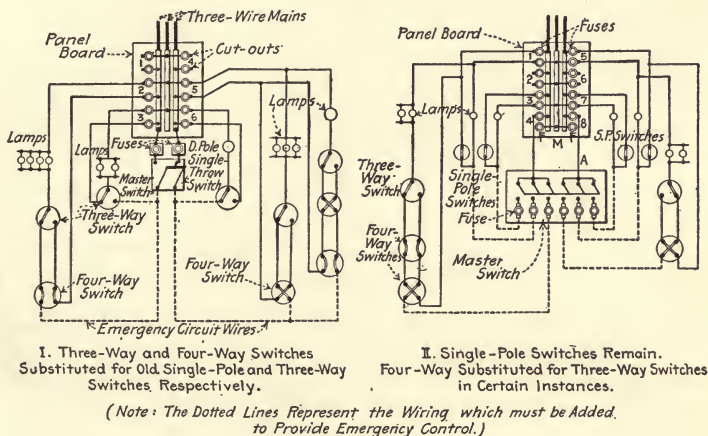 Three-Wire Mains
Panel
Board
Cut-outs
1
4
2
5
3
6
Lamps
Lamps
Lamps
Fuses
D.Pole
Single-
Throw
Switch
Master
Switch
Three-Way
Switch
Four-Way
Switch
Four-Way
Switch
Emergency Circuit Wires
I. Three-Way and Four-Way Switches
Substituted for Old Single-Pole and Three-Way
Switches, Respectively.
Panel Board
Fuses
1
5
2
6
3
7
4
8
M
A
Lamps
S.P. Switches
Three-
Way
Switch
Single-
Pole
Switches
Fuse
Four-
Way
Switches
Master
Switch
II. Single-Pole Switches Remain.
Four-Way Substituted for Three-Way Switches
in Certain Instances.
(Note: The Dotted Lines Represent the Wiring which must be Added
to Provide Emergency Control.)